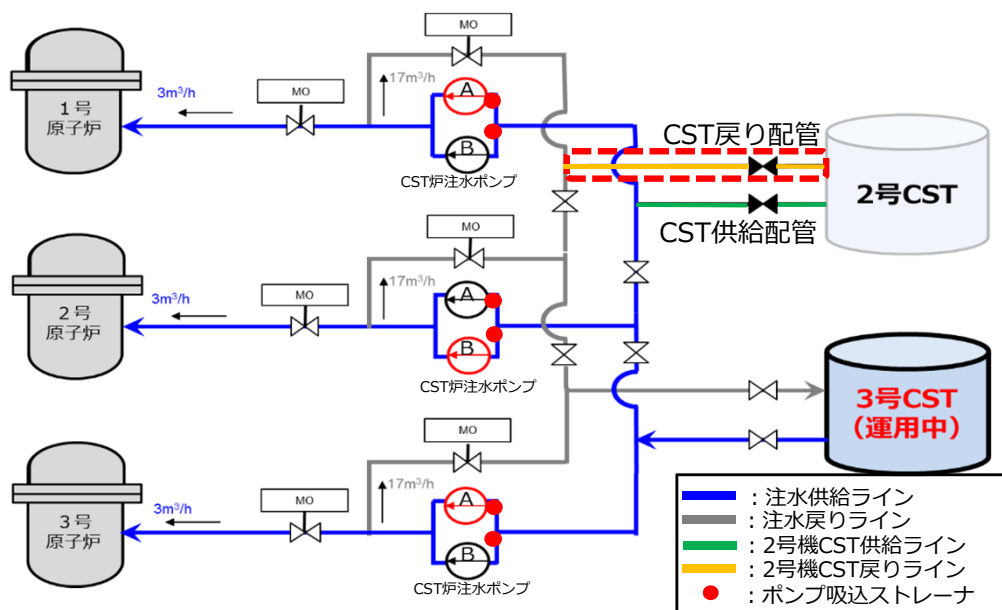 MO
1号
原子炉
3m³/h
MO
17m³/h
A
B
CST炉注水ポンプ
CST戻り配管
2号CST
CST供給配管
MO
2号
原子炉
3m³/h
MO
17m³/h
A
B
CST炉注水ポンプ
3号CST
(運用中)
MO
3号
原子炉
3m³/h
MO
17m³/h
A
B
CST炉注水ポンプ
：注水供給ライン
：注水戻りライン
：2号機CST供給ライン
：2号機CST戻りライン
：ポンプ吸込ストレーナ